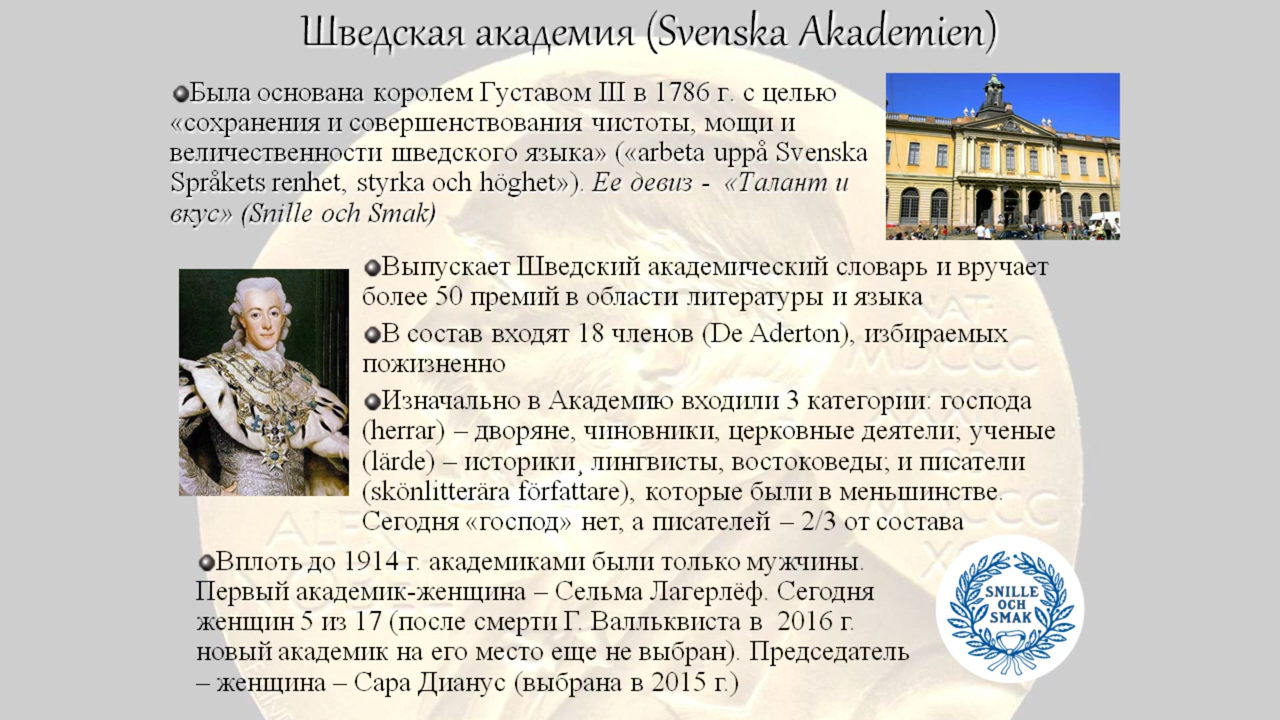 Шведская академия (Svenska Akademien)
Была основана королем Густавом III в 1786 г. с целью
«сохранения и совершенствования чистоты, мощи и
величественности шведского языка» («arbeta uppå Svenska
Språkets renhet, styrka och höghet»). Ее девиз - «Талант и
вкус» (Snille och Smak)
Выпускает Шведский академический словарь и вручает
более 50 премий в области литературы и языка
В состав входят 18 членов (De Aderton), избираемых
пожизненно
Изначально в Академию входили 3 категории: господа
(herrar) – дворяне, чиновники, церковные деятели; ученые
(lärde) – историки, лингвисты, востоковеды; и писатели
(skönlitterära författare), которые были в меньшинстве.
Сегодня «господ» нет, а писателей – 2/3 от состава
Вплоть до 1914 г. академиками были только мужчины.
Первый академик-женщина – Сельма Лагерлёф. Сегодня
женщин 5 из 17 (после смерти Г. Валльквиста в 2016 г.
новый академик на его место еще не выбран). Председатель
– женщина – Сара Дианус (выбрана в 2015 г.)
SNILLE
OCH
SMAK